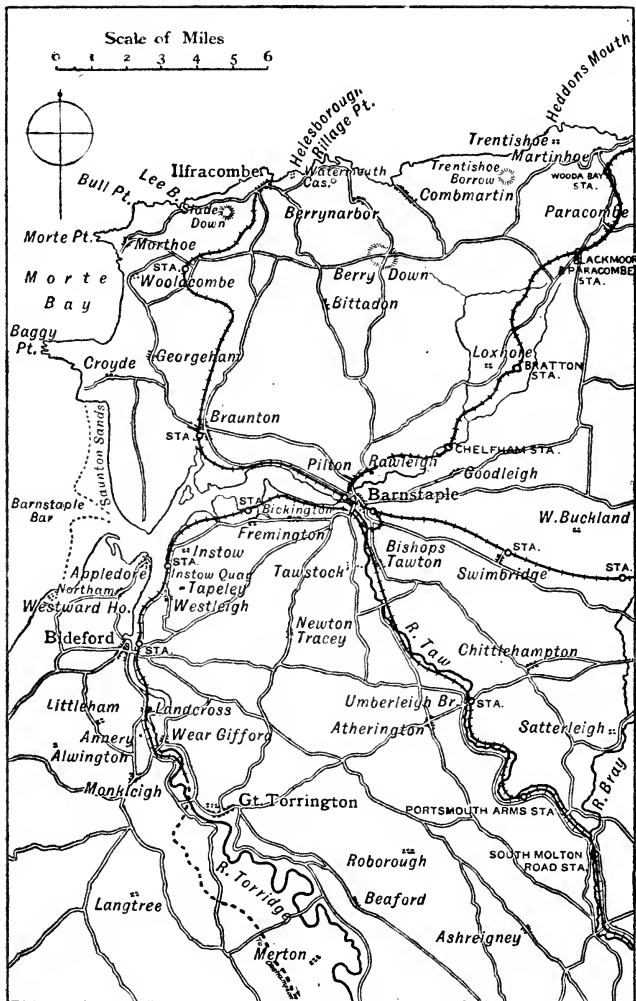 Scale of Miles
0 1 2 3 4 5 6
Heddons Mouth
Helesborough
Rillage Pt.
Trentishoe
Martinhoe
Ilfracombe
Watermouth
Cas.
Trentishoe
Borrow
WOODA BAY
STA.
Lee B.
Bull Pt.
Combmartin
Slade
Down
Berrynarbor
Paracombe
Morte Pt.
Morthoe
STA.
Woolacombe
Berry Down
BLACKMOOR
& PARACOMBE
STA.
Morte
Bay
Bittadon
Baggy
Pt.
Georgeham
Croyde
Loxhore
BRATTON
STA.
Saunton Sands
Braunton
STA.
CHELFHAM STA.
Pilton
Rawleigh
Goodleigh
Barnstaple
Barnstaple
Bar
STA.
Bickington
W. Buckland
Fremington
Instow
STA.
Bishops
Tawton
STA.
Appledore
Instow Quay
Tawstock
Swimbridge
STA.
Northam
Tapeley
Westward Ho.
Westleigh
Newton
Tracey
R. Taw
Bideford
STA.
Chittlehampton
Umberleigh Br.
STA.
Littleham
Landcross
Atherington
Satterleigh
Annery
Wear Gifford
Alwington
R. Bray
Monkleigh
Gt. Torrington
PORTSMOUTH ARMS STA.
Roborough
SOUTH MOLTON
ROAD STA.
R. Torridge
Langtree
Beaford
Ashreigney
Merton